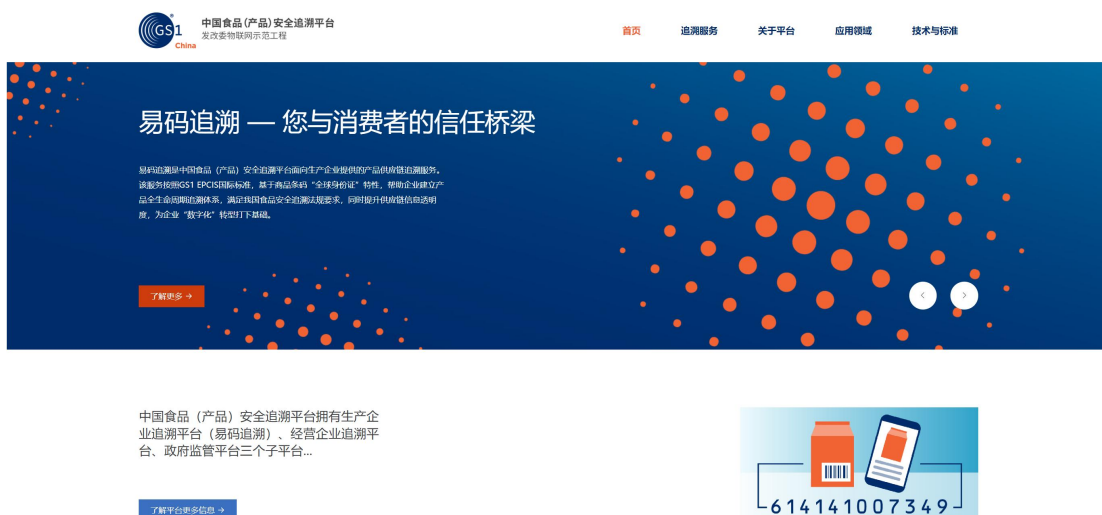 GS1
China
中国食品(产品)安全追溯平台
发改委物联网示范工程
首页
追溯服务
关于平台
应用领域
技术与标准
易码追溯 — 您与消费者的信任桥梁
易码追溯是中国食品（产品）安全追溯平台面向生产企业提供的产品供应链追溯服务。
该服务按照GS1 EPCIS国际标准，基于商品条码“全球身份证”特性，帮助企业建立产
品全生命周期追溯体系，满足我国食品安全追溯法规要求，同时提升供应链信息透明
度，为企业“数字化”转型打下基础。
了解更多 →
中国食品（产品）安全追溯平台拥有生产企
业追溯平台（易码追溯）、经营企业追溯平
台、政府监管平台三个子平台...
了解平台更多信息 →
614141007349